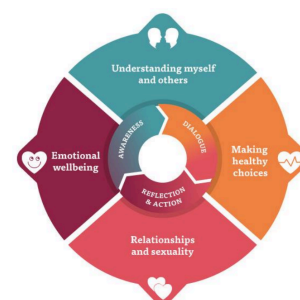 Understanding myself
and others
AWARENESS
DIALOGUE
Emotional
wellbeing
Making
healthy
choices
REFLECTION
& ACTION
Relationships
and sexuality